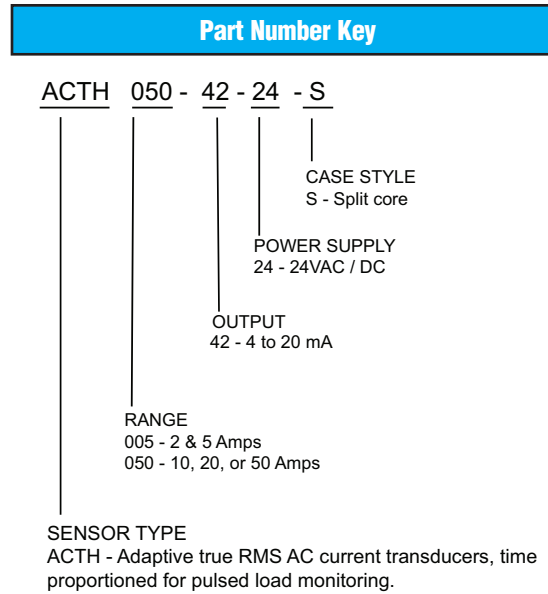 Part Number Key
ACTH 050 - 42 - 24 - S
CASE STYLE
S - Split core
POWER SUPPLY
24 - 24VAC / DC
OUTPUT
42 - 4 to 20 mA
RANGE
005 - 2 & 5 Amps
050 - 10, 20, or 50 Amps
SENSOR TYPE
ACTH - Adaptive true RMS AC current transducers, time
proportioned for pulsed load monitoring.